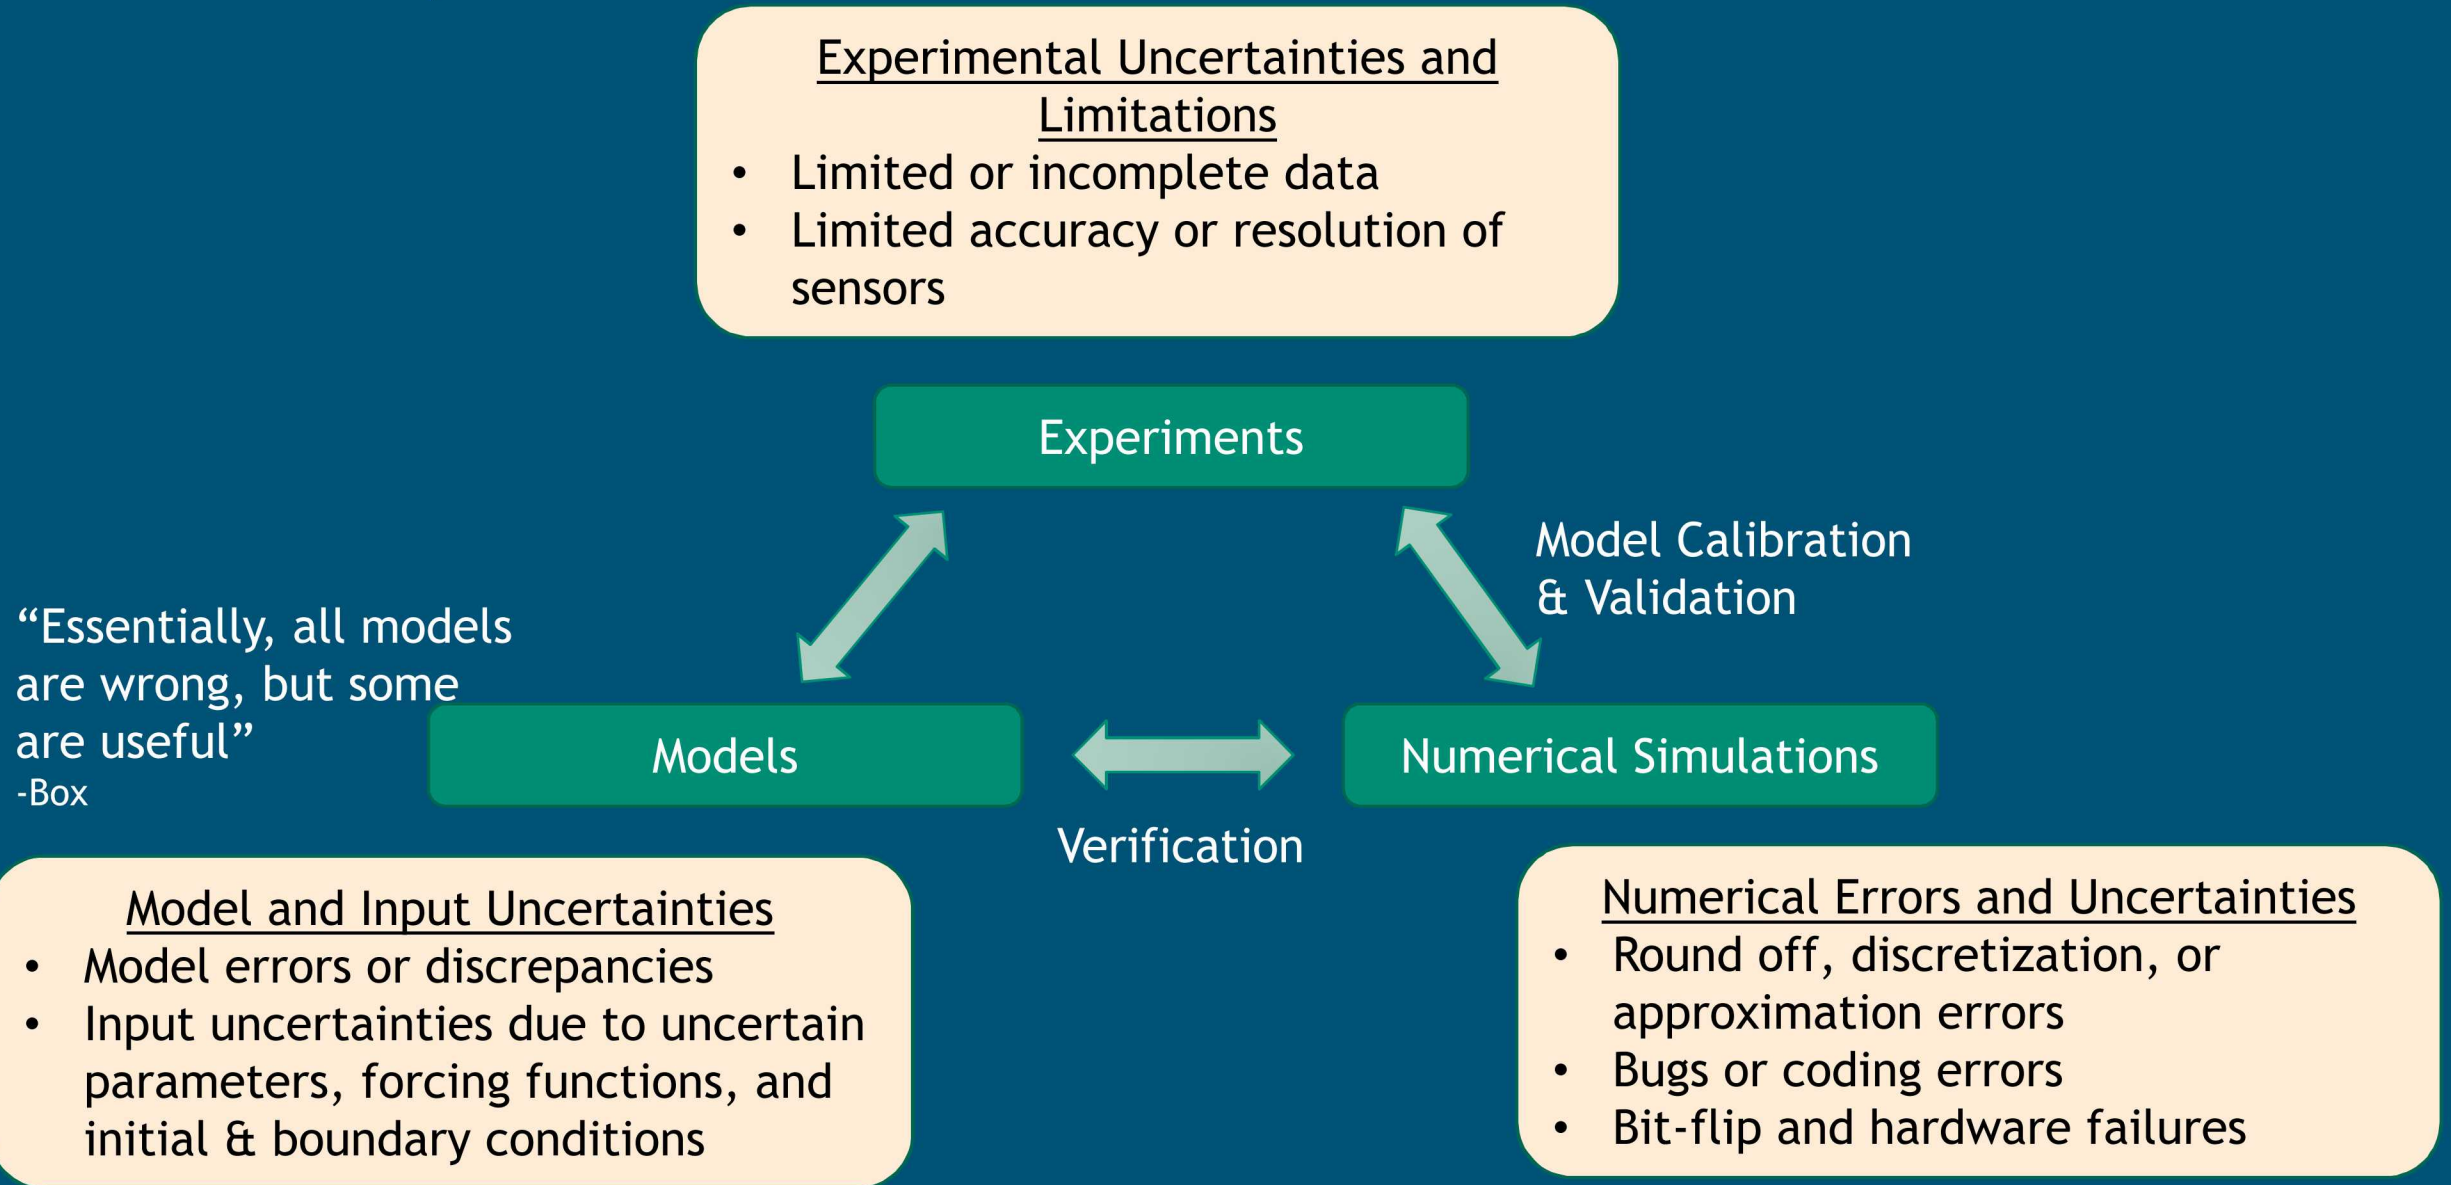 Experimental Uncertainties and
Limitations
• Limited or incomplete data
• Limited accuracy or resolution of
sensors
Experiments
Model Calibration
& Validation
“Essentially, all models
are wrong, but some
are useful”
-Box
Models
Numerical Simulations
Verification
Model and Input Uncertainties
• Model errors or discrepancies
• Input uncertainties due to uncertain
parameters, forcing functions, and
initial & boundary conditions
Numerical Errors and Uncertainties
• Round off, discretization, or
approximation errors
• Bugs or coding errors
• Bit-flip and hardware failures